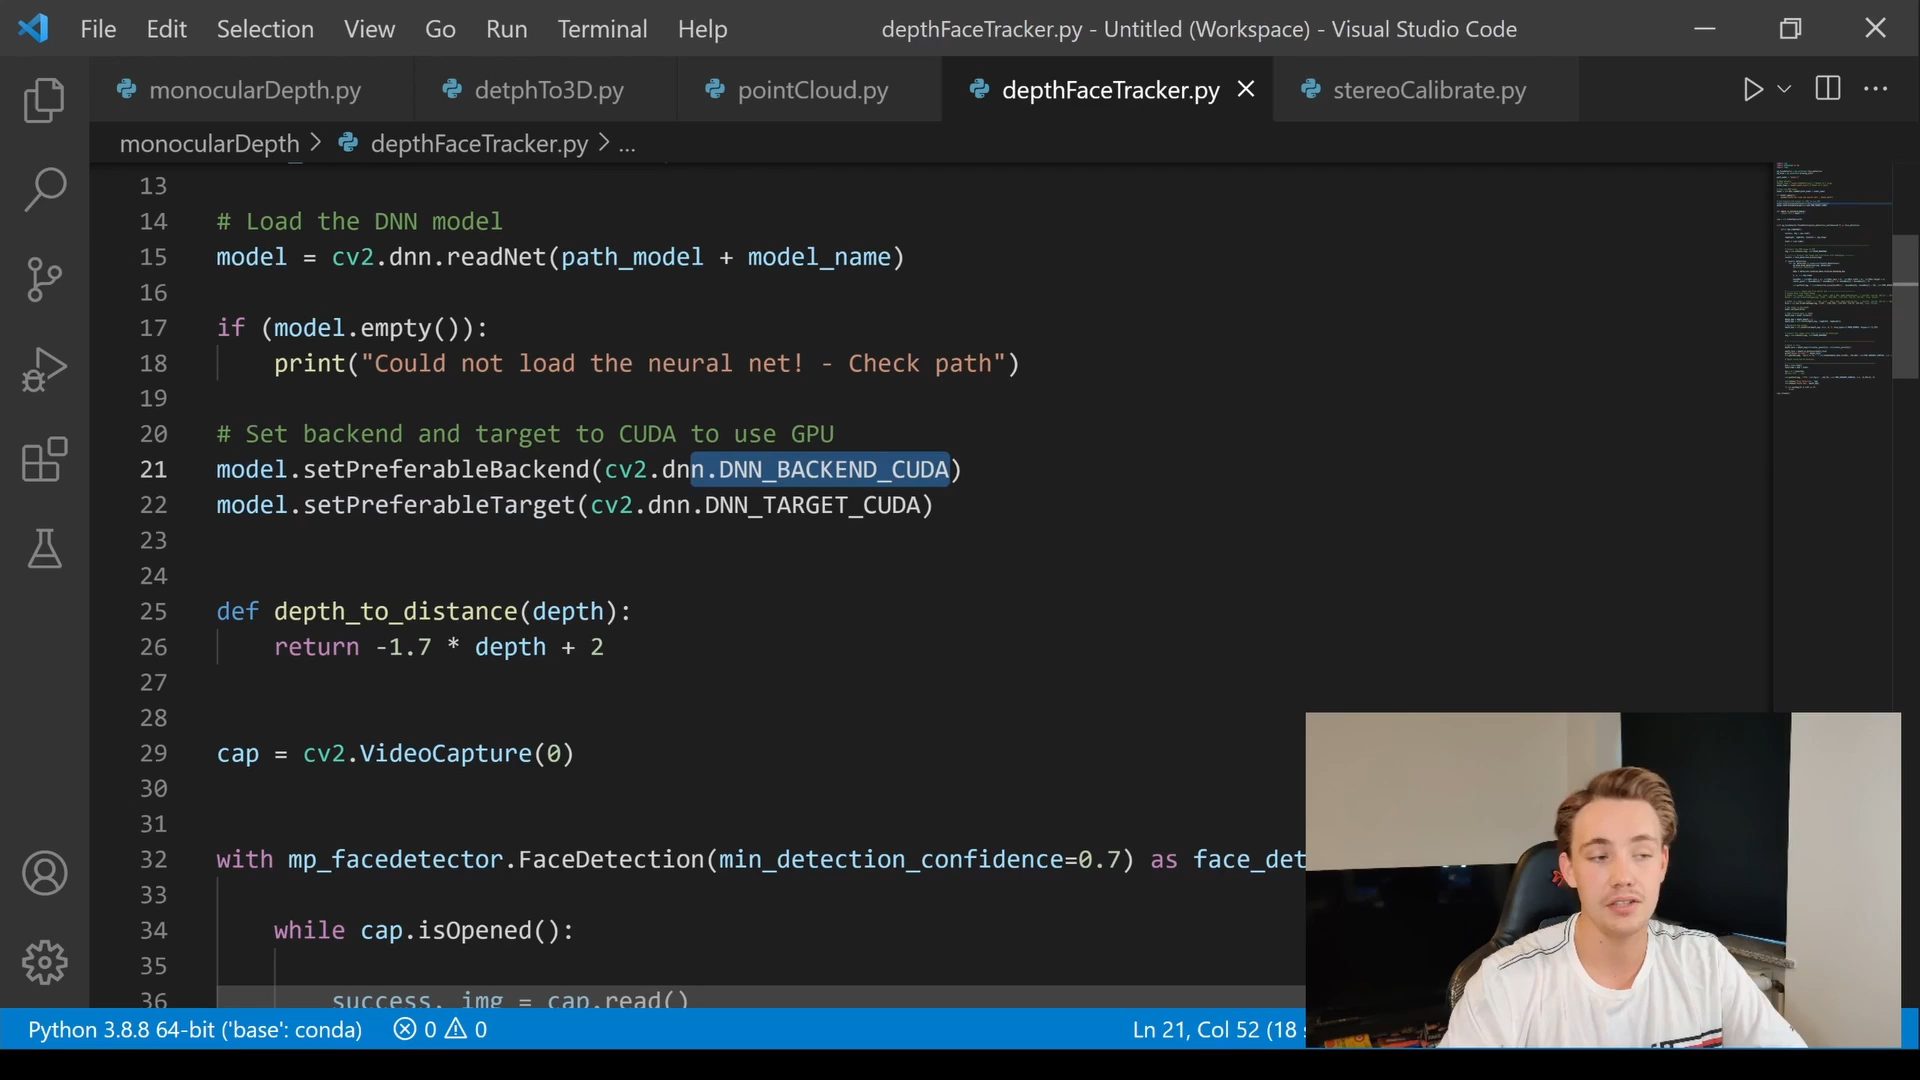 File Edit Selection View Go Run Terminal Help depthFaceTracker.py - Untitled (Workspace) - Visual Studio Code
monocularDepth.py detphTo3D.py pointCloud.py depthFaceTracker.py stereoCalibrate.py
monocularDepth > depthFaceTracker.py > ...
13
14 # Load the DNN model
15 model = cv2.dnn.readNet(path_model + model_name)
16
17 if (model.empty()):
18 print("Could not load the neural net! - Check path")
19
20 # Set backend and target to CUDA to use GPU
21 model.setPreferableBackend(cv2.dnn.DNN_BACKEND_CUDA)
22 model.setPreferableTarget(cv2.dnn.DNN_TARGET_CUDA)
23
24
25 def depth_to_distance(depth):
26 return -1.7 * depth + 2
27
28
29 cap = cv2.VideoCapture(0)
30
31
32 with mp_facedetector.FaceDetection(min_detection_confidence=0.7) as face_det
33
34 while cap.isOpened():
35
36 success, img = cap.read()
Python 3.8.8 64-bit ('base': conda) 0 0 Ln 21, Col 52 (18